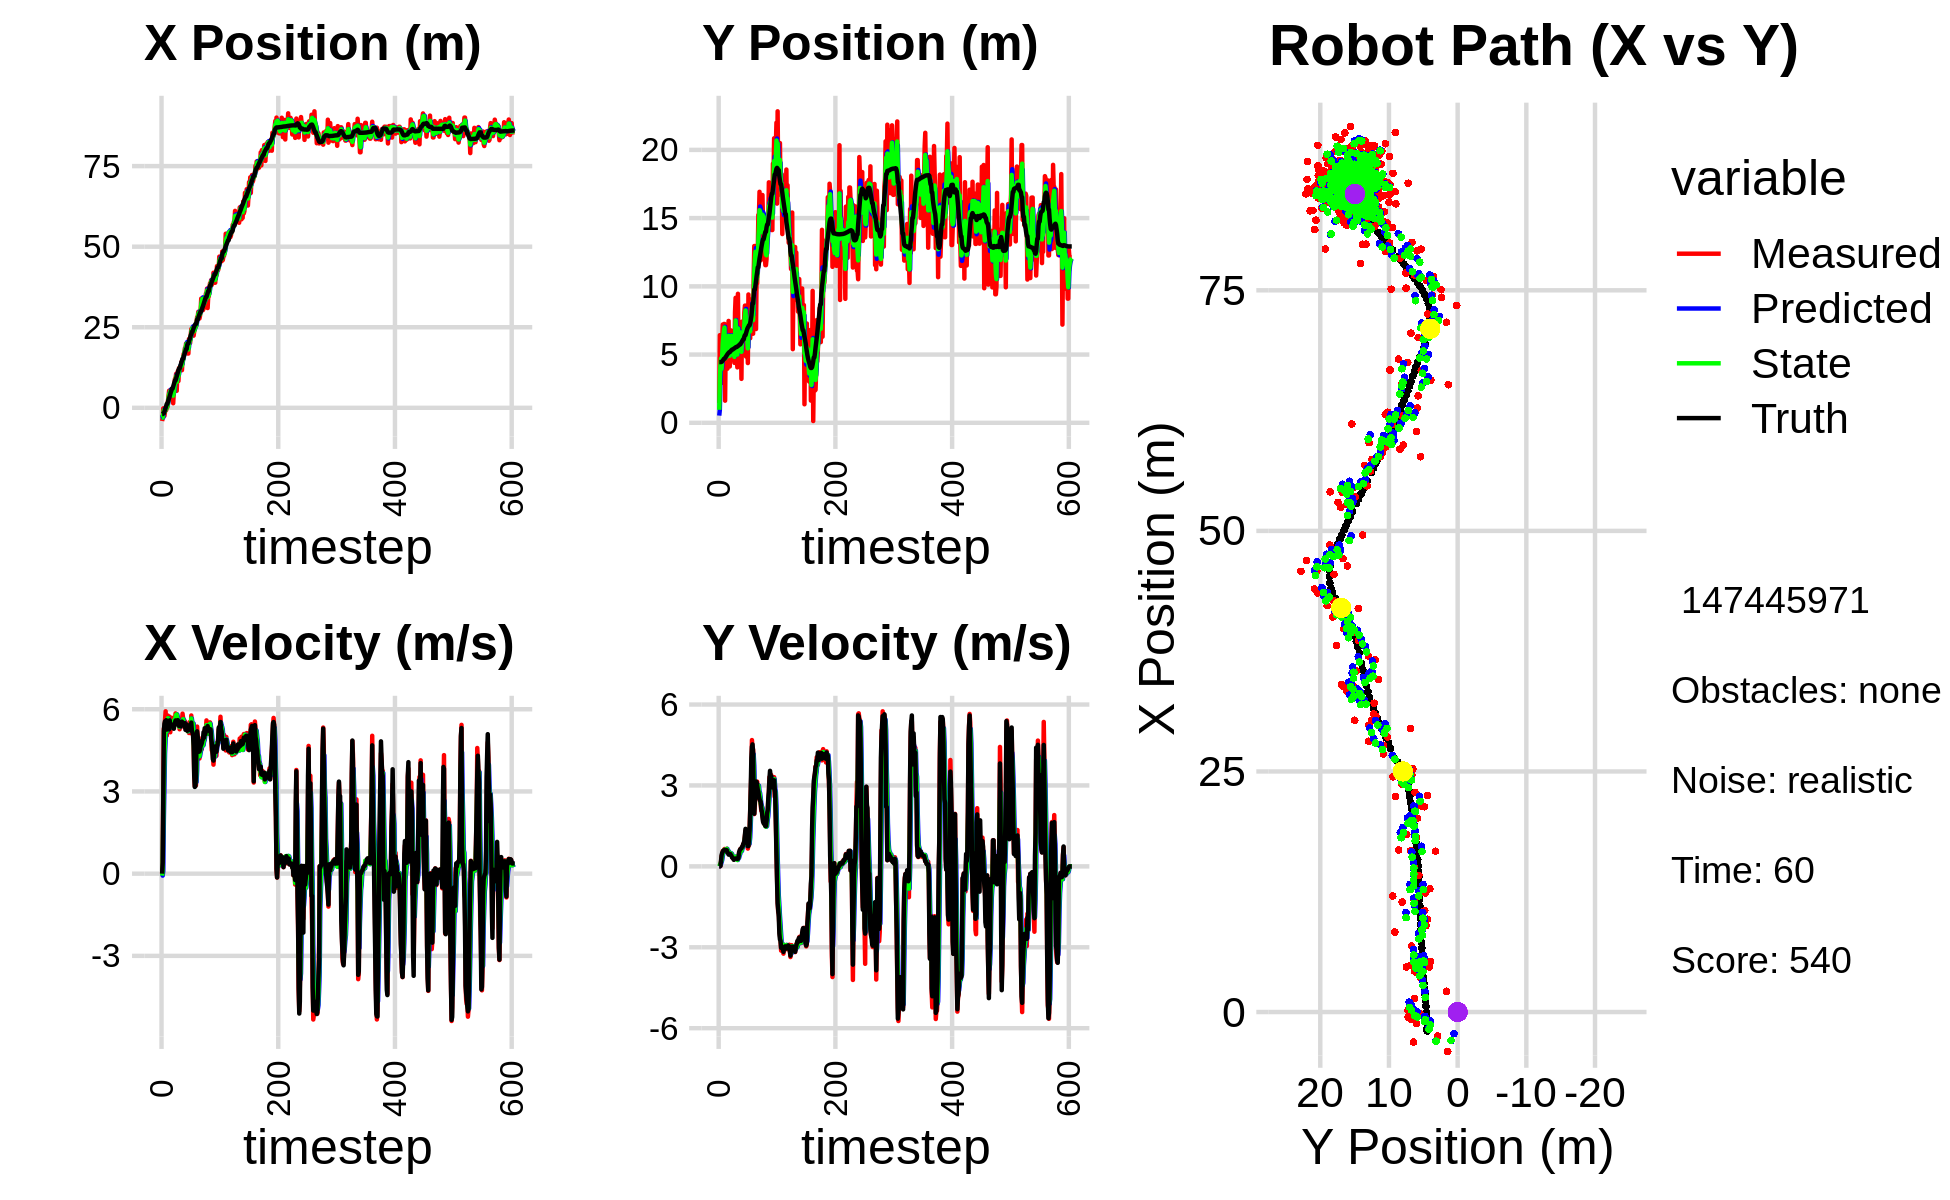 X Position (m)
75
50
25
0
0 200 400 600
timestep
Y Position (m)
20
15
10
5
0
0 200 400 600
timestep
X Velocity (m/s)
6
3
0
-3
0 200 400 600
timestep
Y Velocity (m/s)
6
3
0
-3
-6
0 200 400 600
timestep
Robot Path (X vs Y)
X Position (m)
75
50
25
0
20 10 0 -10 -20
Y Position (m)
variable
Measured
Predicted
State
Truth
147445971
Obstacles: none
Noise: realistic
Time: 60
Score: 540